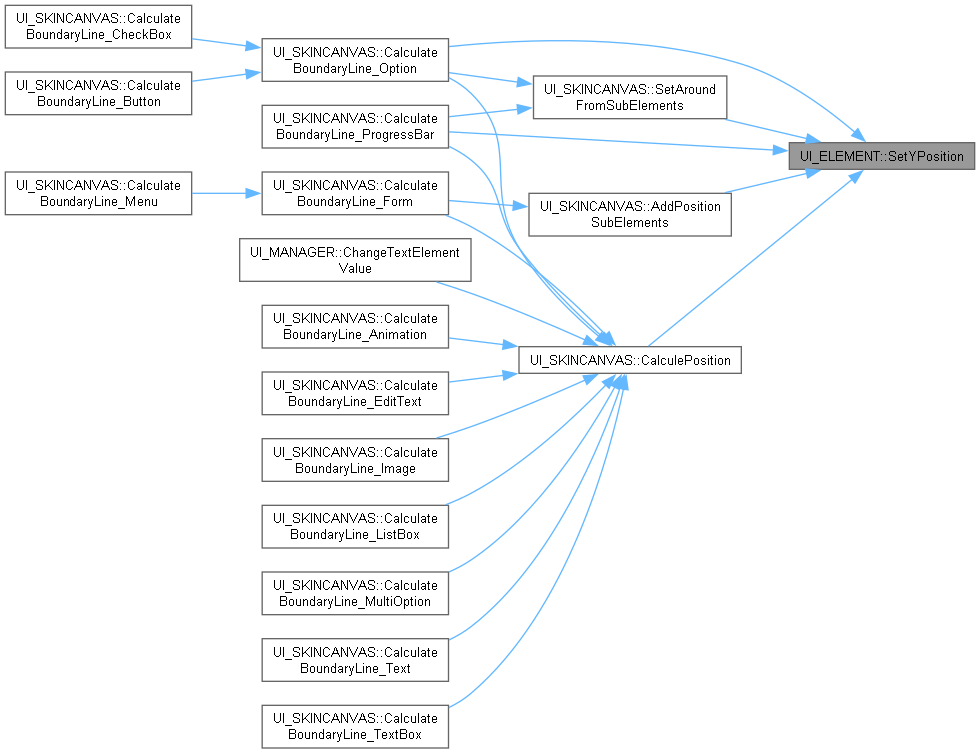 UI_SKINCANVAS::Calculate
BoundaryLine_CheckBox
UI_SKINCANVAS::Calculate
BoundaryLine_Button
UI_SKINCANVAS::Calculate
BoundaryLine_Menu
UI_SKINCANVAS::Calculate
BoundaryLine_Option
UI_SKINCANVAS::Calculate
BoundaryLine_ProgressBar
UI_SKINCANVAS::Calculate
BoundaryLine_Form
UI_MANAGER::ChangeTextElement
Value
UI_SKINCANVAS::Calculate
BoundaryLine_Animation
UI_SKINCANVAS::Calculate
BoundaryLine_EditText
UI_SKINCANVAS::Calculate
BoundaryLine_Image
UI_SKINCANVAS::Calculate
BoundaryLine_ListBox
UI_SKINCANVAS::Calculate
BoundaryLine_MultiOption
UI_SKINCANVAS::Calculate
BoundaryLine_Text
UI_SKINCANVAS::Calculate
BoundaryLine_TextBox
UI_SKINCANVAS::SetAround
FromSubElements
UI_SKINCANVAS::AddPosition
SubElements
UI_SKINCANVAS::CalculePosition
UI_ELEMENT::SetYPosition